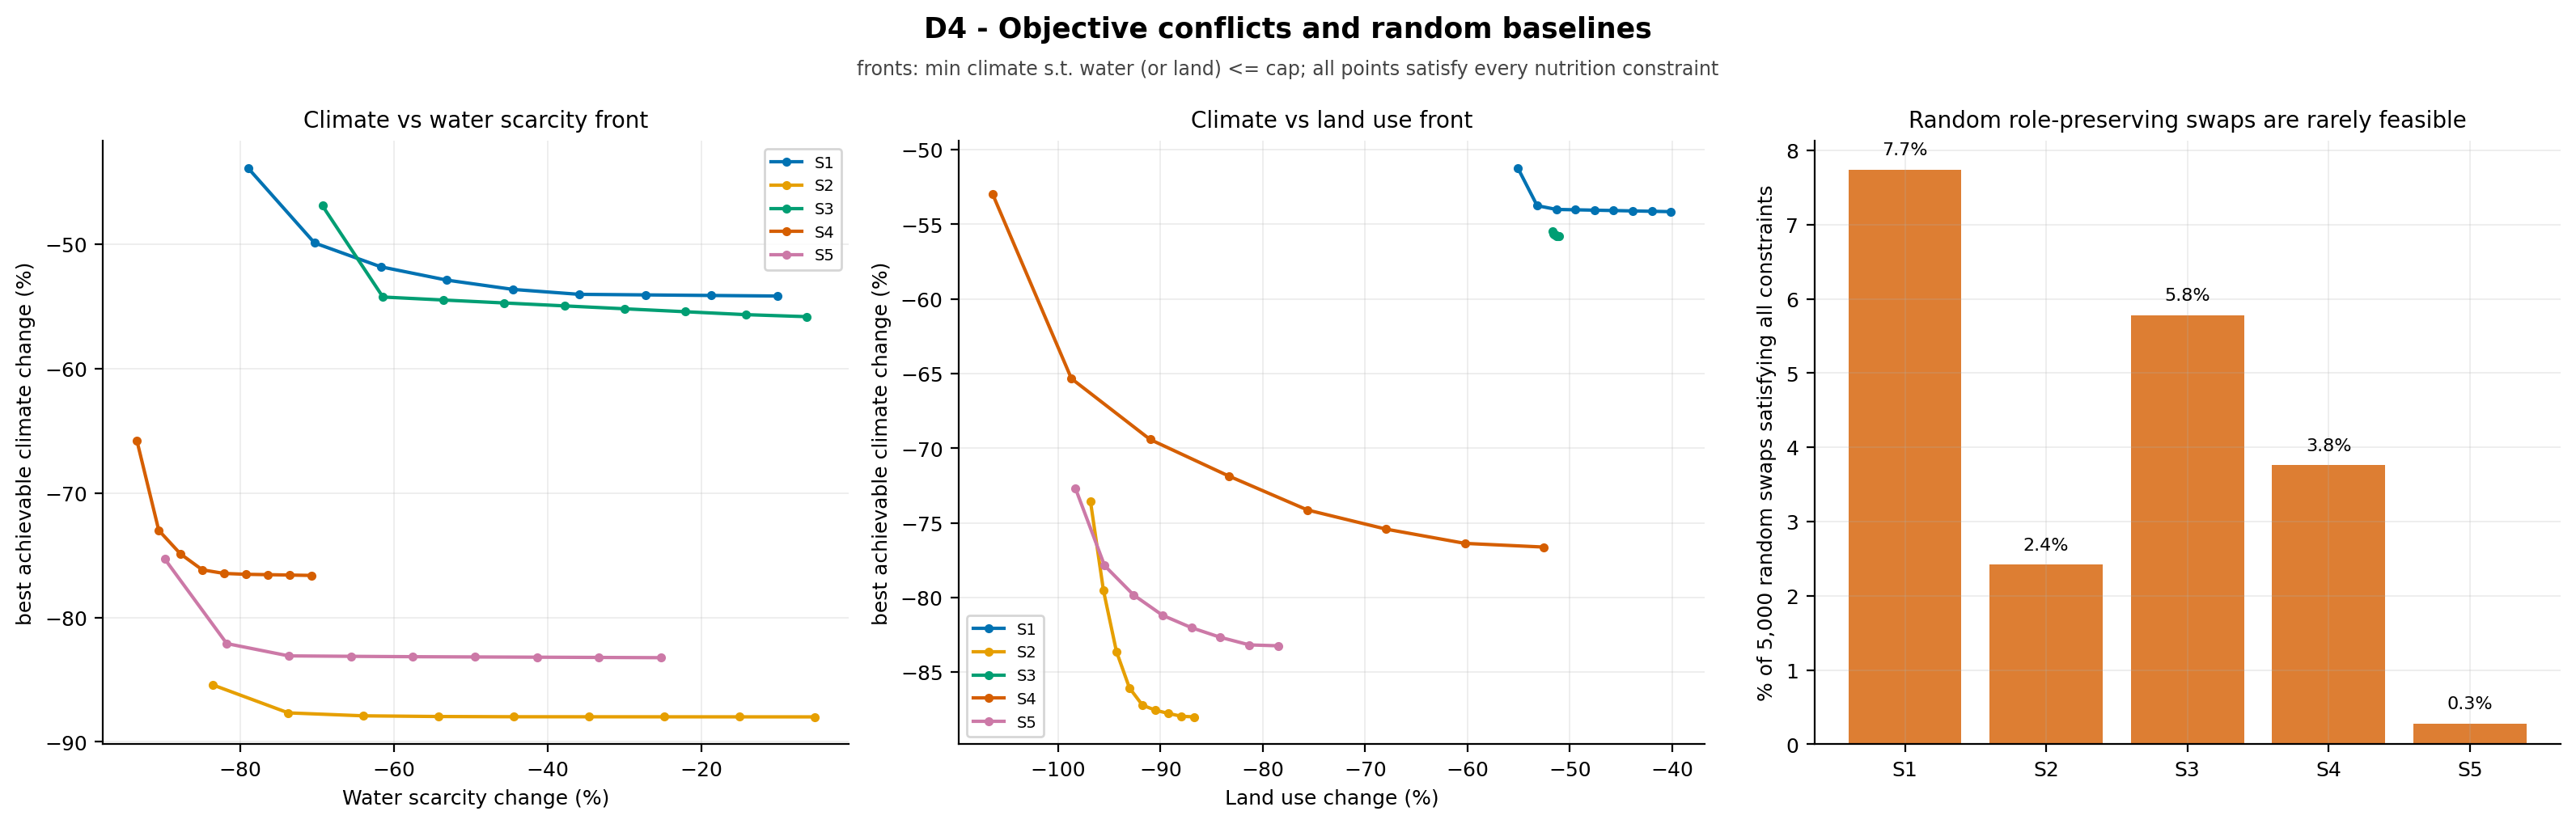 D4 - Objective conflicts and random baselines
fronts: min climate s.t. water (or land) <= cap; all points satisfy every nutrition constraint
Climate vs water scarcity front
best achievable climate change (%)
−50
−60
−70
−80
−90
−80
−60
−40
−20
Water scarcity change (%)
S1
S2
S3
S4
S5
Climate vs land use front
best achievable climate change (%)
−50
−55
−60
−65
−70
−75
−80
−85
−100
−90
−80
−70
−60
−50
−40
Land use change (%)
S1
S2
S3
S4
S5
Random role-preserving swaps are rarely feasible
% of 5,000 random swaps satisfying all constraints
8
7
6
5
4
3
2
1
0
7.7%
2.4%
5.8%
3.8%
0.3%
S1
S2
S3
S4
S5